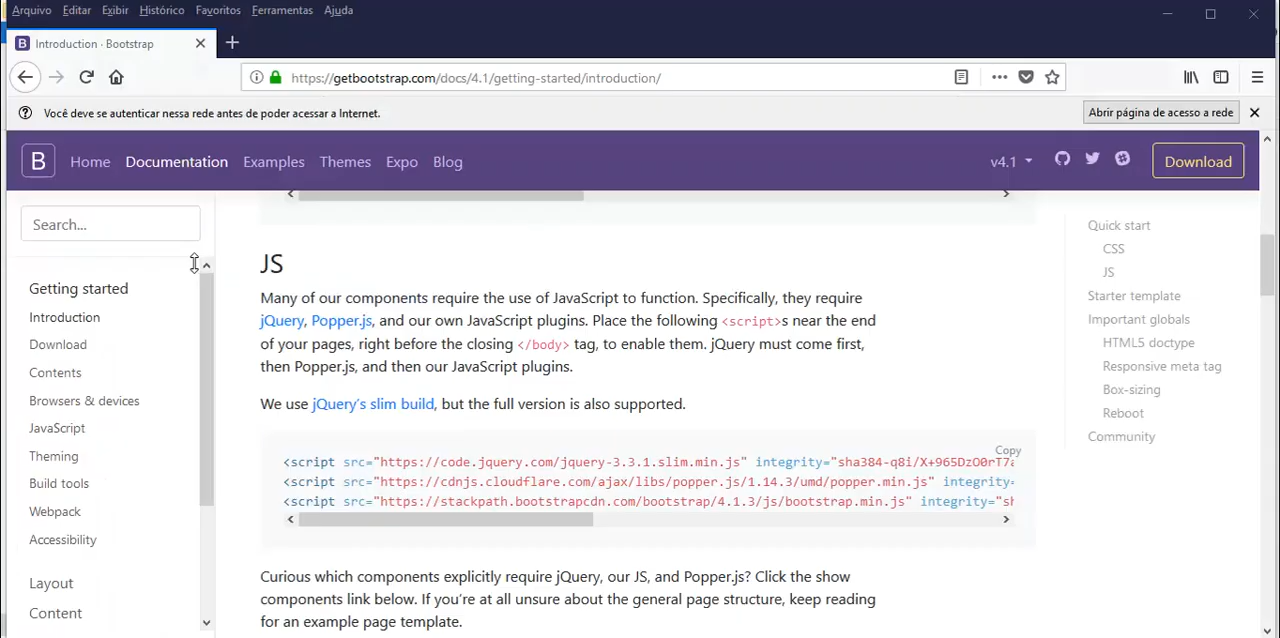 Arquivo Editar Exibir Histórico Favoritos Ferramentas Ajuda
B Introduction · Bootstrap
https://getbootstrap.com/docs/4.1/getting-started/introduction/
Você deve se autenticar nessa rede antes de poder acessar a Internet.
Abrir página de acesso a rede
B Home Documentation Examples Themes Expo Blog v4.1 Download
Search...
Getting started
Introduction
Download
Contents
Browsers & devices
JavaScript
Theming
Build tools
Webpack
Accessibility
Layout
Content
JS
Many of our components require the use of JavaScript to function. Specifically, they require
jQuery, Popper.js, and our own JavaScript plugins. Place the following <script>s near the end
of your pages, right before the closing </body> tag, to enable them. jQuery must come first,
then Popper.js, and then our JavaScript plugins.
We use jQuery’s slim build, but the full version is also supported.
Copy
<script src="https://code.jquery.com/jquery-3.3.1.slim.min.js" integrity="sha384-q8i/X+965DzO0rT7a
<script src="https://cdnjs.cloudflare.com/ajax/libs/popper.js/1.14.3/umd/popper.min.js" integrity=
<script src="https://stackpath.bootstrapcdn.com/bootstrap/4.1.3/js/bootstrap.min.js" integrity="sh
Curious which components explicitly require jQuery, our JS, and Popper.js? Click the show
components link below. If you’re at all unsure about the general page structure, keep reading
for an example page template.
Quick start
CSS
JS
Starter template
Important globals
HTML5 doctype
Responsive meta tag
Box-sizing
Reboot
Community